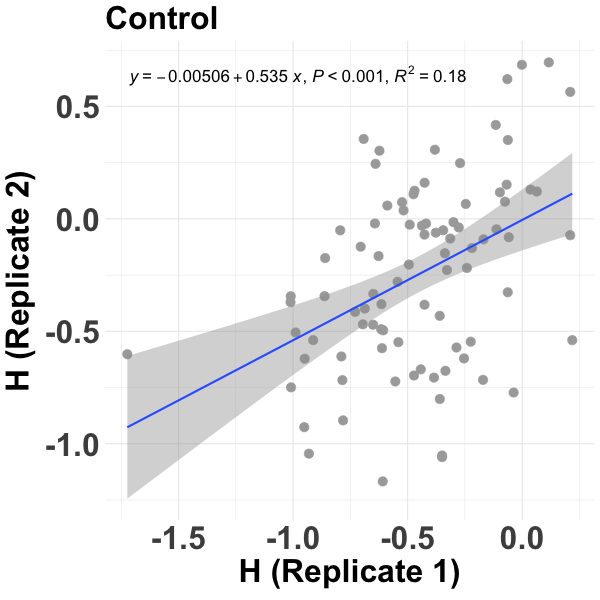 Control
y = −0.00506 + 0.535 x, P < 0.001, R² = 0.18
0.5
0.0
-0.5
-1.0
H (Replicate 2)
-1.5 -1.0 -0.5 0.0
H (Replicate 1)